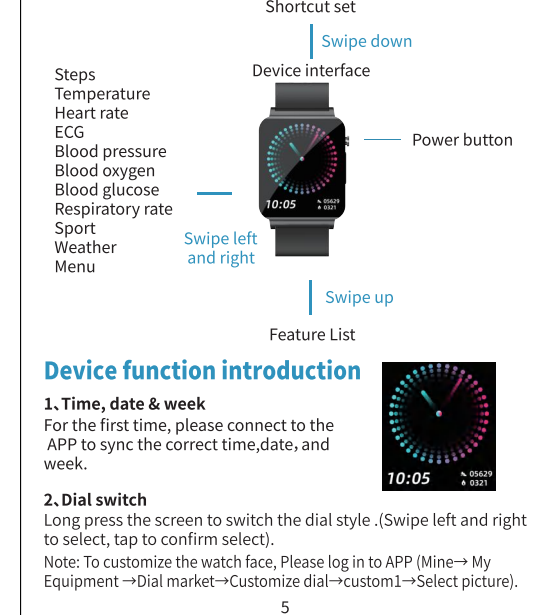 Shortcut set
Swipe down
Device interface
Steps
Temperature
Heart rate
ECG
Blood pressure
Blood oxygen
Blood glucose
Respiratory rate
Sport
Weather
Menu
Power button
10:05
05629
0321
Swipe left
and right
Swipe up
Feature List
Device function introduction
1、Time, date & week
For the first time, please connect to the
APP to sync the correct time,date, and
week.
10:05
05629
0321
2、Dial switch
Long press the screen to switch the dial style .(Swipe left and right
to select, tap to confirm select).
Note: To customize the watch face, Please log in to APP (Mine→ My
Equipment →Dial market→Customize dial→custom1→Select picture).
5